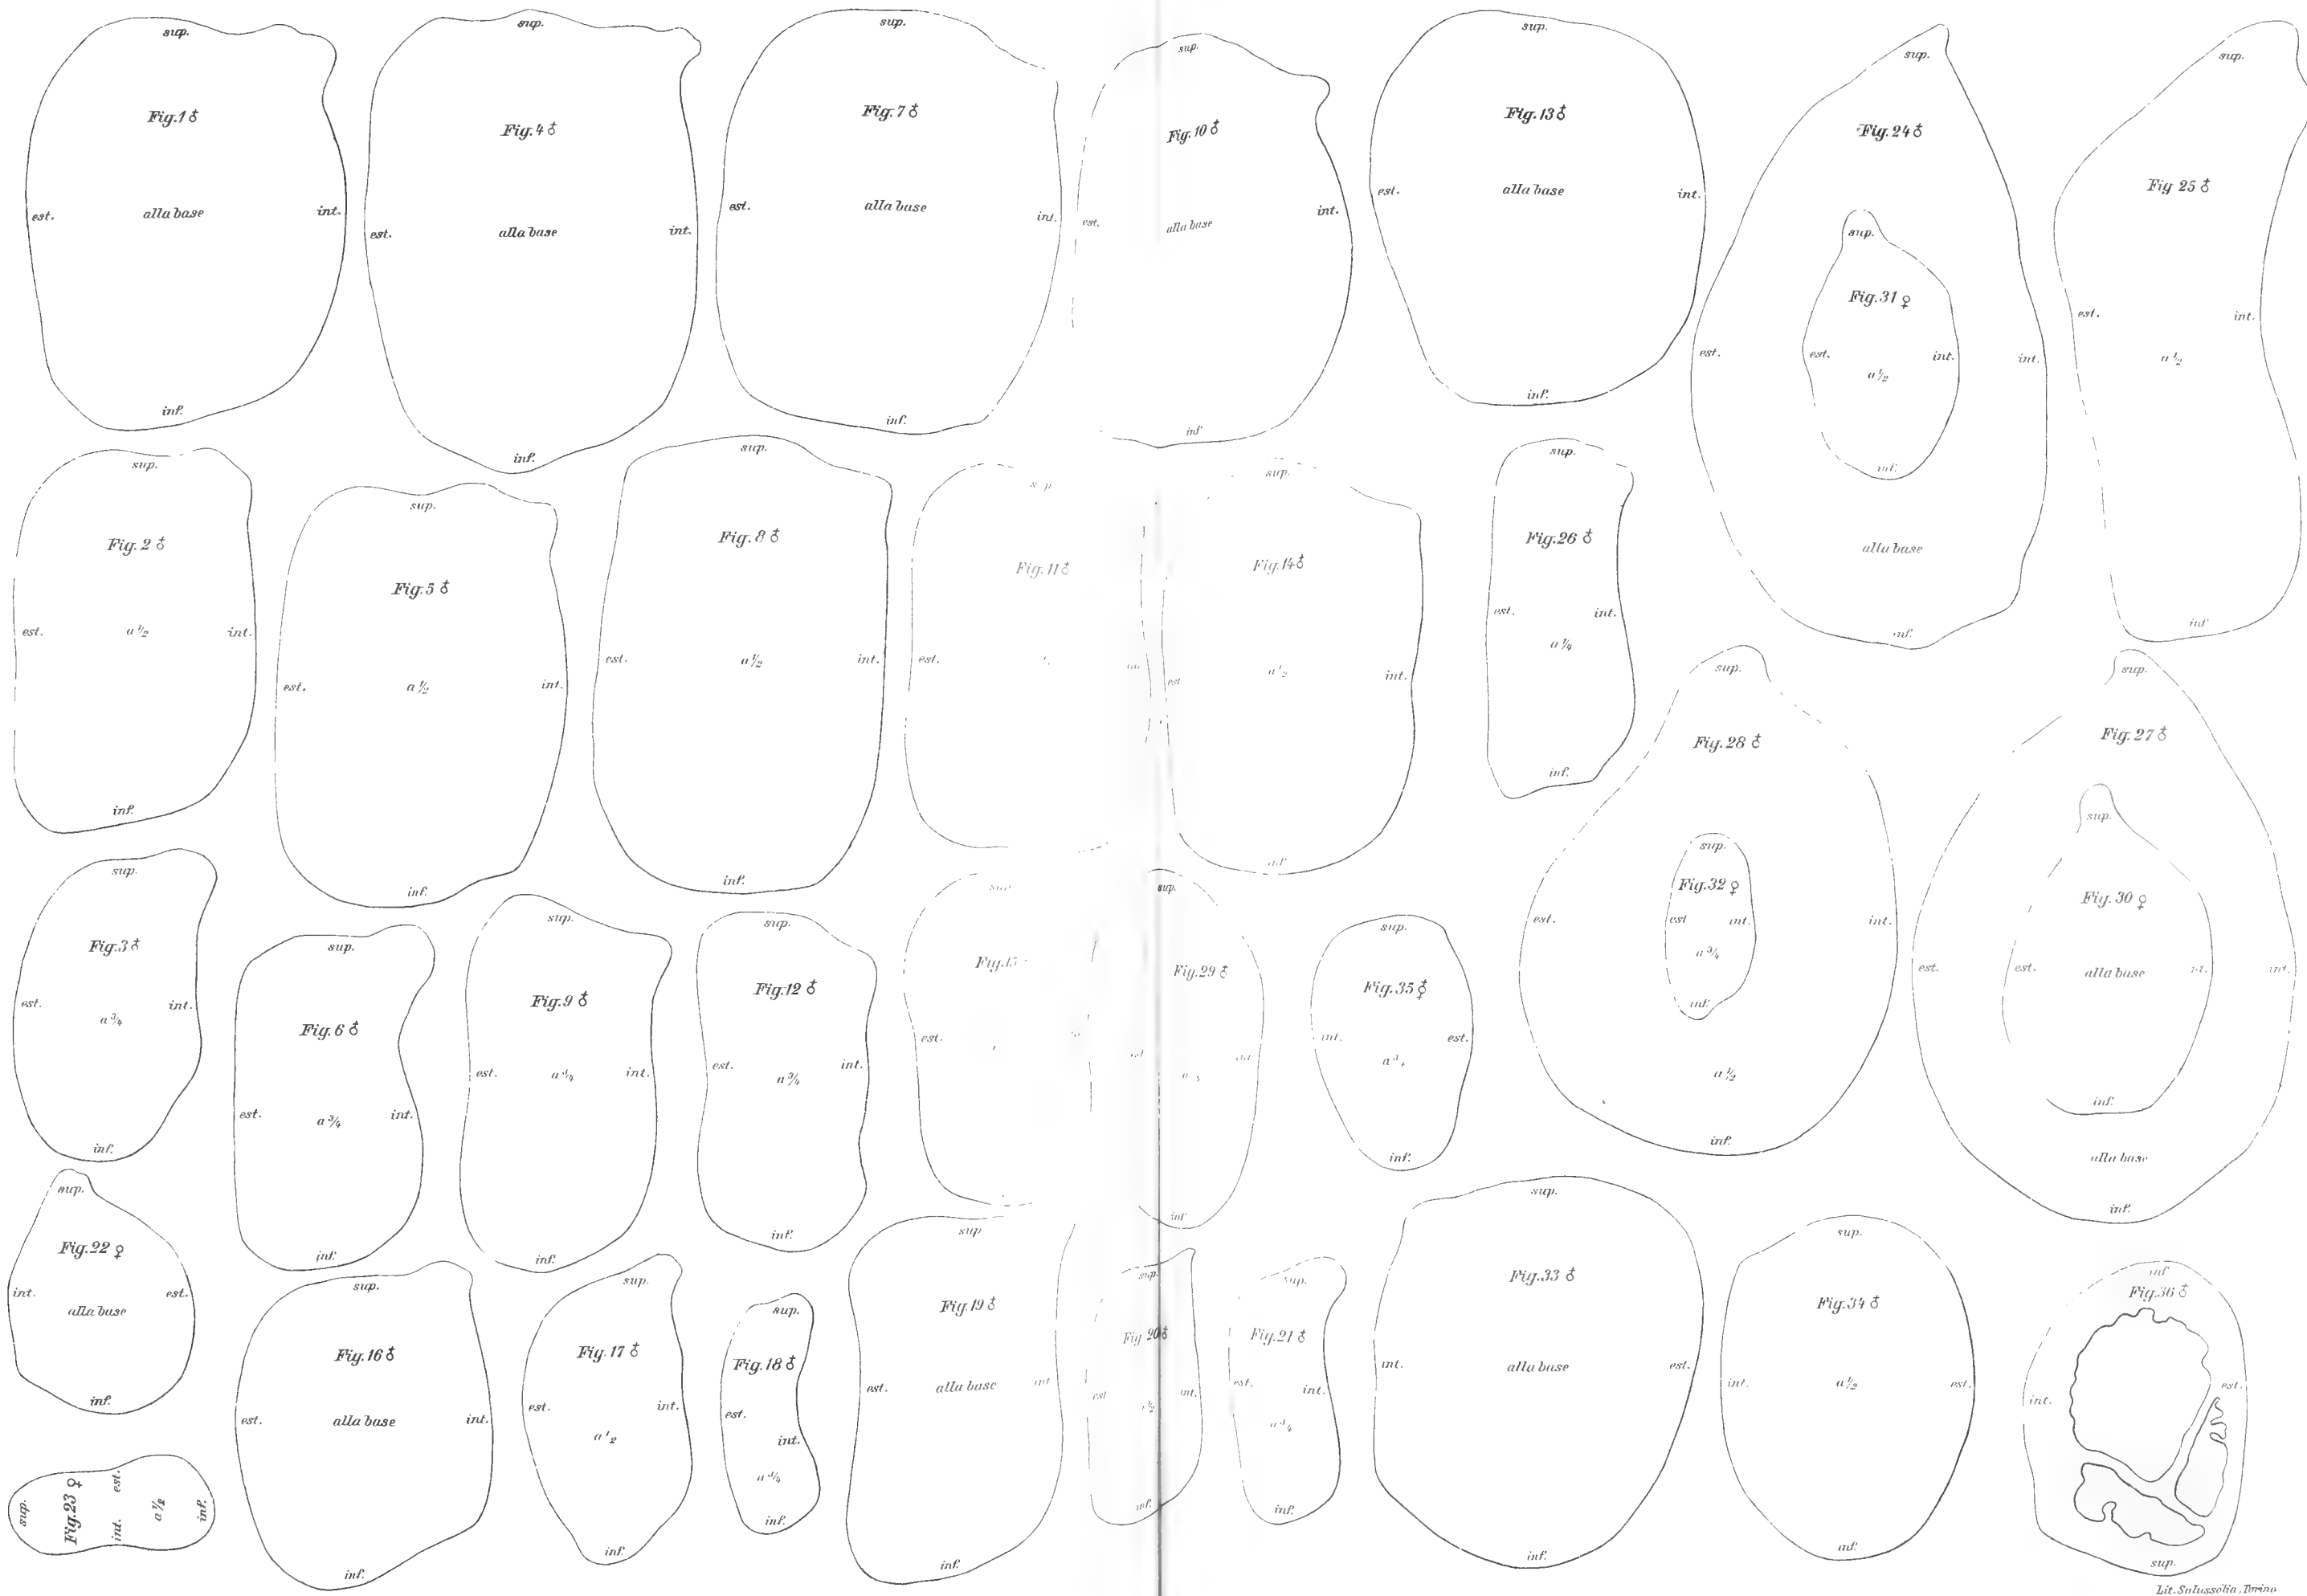 sup.
Fig. 1 ♂
est. alla base int.
inf.
sup.
Fig. 4 ♂
est. alla base int.
inf.
sup.
Fig. 7 ♂
est. alla base int.
inf.
sup.
Fig. 10 ♂
est. alla base int.
inf
sup.
Fig. 13 ♂
est. alla base int.
inf.
sup.
Fig. 24 ♂
est. int.
alla base
inf.
sup.
Fig. 31 ♀
est. int.
a ½
inf.
sup.
Fig 25 ♂
est. int.
a ½
inf
sup.
Fig. 2 ♂
est. a ½ int.
inf.
sup.
Fig. 5 ♂
est. a ½ int.
inf.
sup.
Fig. 8 ♂
est. a ½ int.
inf.
Fig. 11 ♂
est.
sup.
Fig. 14 ♂
est a ½ int.
inf
sup.
Fig. 26 ♂
est. int.
inf.
sup.
Fig. 28 ♂
est. int.
a ½
inf.
sup.
Fig. 32 ♀
est int.
a ¾
inf.
sup.
Fig. 27 ♂
est. int.
alla base
inf.
sup.
Fig. 30 ♀
est. alla base int.
inf.
sup.
Fig. 3 ♂
est. int.
a ¾
inf.
sup.
Fig. 6 ♂
est. a ¾ int.
inf.
sup.
Fig. 9 ♂
est. a ¾ int.
inf.
sup.
Fig. 12 ♂
est. a ¾ int.
inf.
sup
Fig. 15
est.
sup.
Fig. 29 ♂
est int
inf
sup.
Fig. 35
int. est.
inf.
sup.
Fig. 22 ♀
int. est.
alla base
inf.
sup.
Fig. 23 ♀
int. est.
a ½
inf.
sup.
Fig. 16 ♂
est. alla base int.
inf.
sup.
Fig. 17 ♂
est. int.
a ½
inf.
sup.
Fig. 18 ♂
est.
int.
a ¾
inf.
sup
Fig. 19 ♂
est. alla base int
inf.
sup.
Fig 20 ♂
est int.
½
inf.
sup.
Fig. 21 ♂
est. int.
a ¾
inf.
sup.
Fig. 33 ♂
int. alla base est.
inf.
sup.
Fig. 34 ♂
int. a ½ est.
inf.
inf
Fig. 36 ♂
int. est.
sup.
Lit. Salussolia, Torino